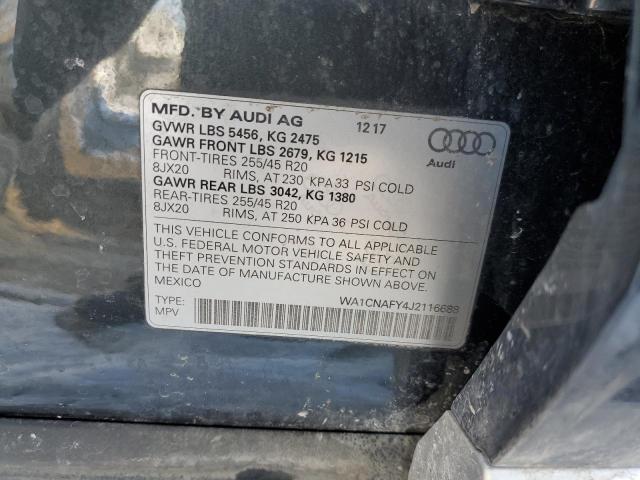 MFD. BY AUDI AG 12 17
GVWR LBS 5456, KG 2475
GAWR FRONT LBS 2679, KG 1215
FRONT-TIRES 255/45 R20
8JX20 RIMS, AT 230 KPA 33 PSI COLD
GAWR REAR LBS 3042, KG 1380
REAR-TIRES 255/45 R20
8JX20 RIMS, AT 250 KPA 36 PSI COLD
Audi
THIS VEHICLE CONFORMS TO ALL APPLICABLE
U.S. FEDERAL MOTOR VEHICLE SAFETY AND
THEFT PREVENTION STANDARDS IN EFFECT ON
THE DATE OF MANUFACTURE SHOWN ABOVE.
MEXICO
WA1CNAFY4J2116688
TYPE:
MPV